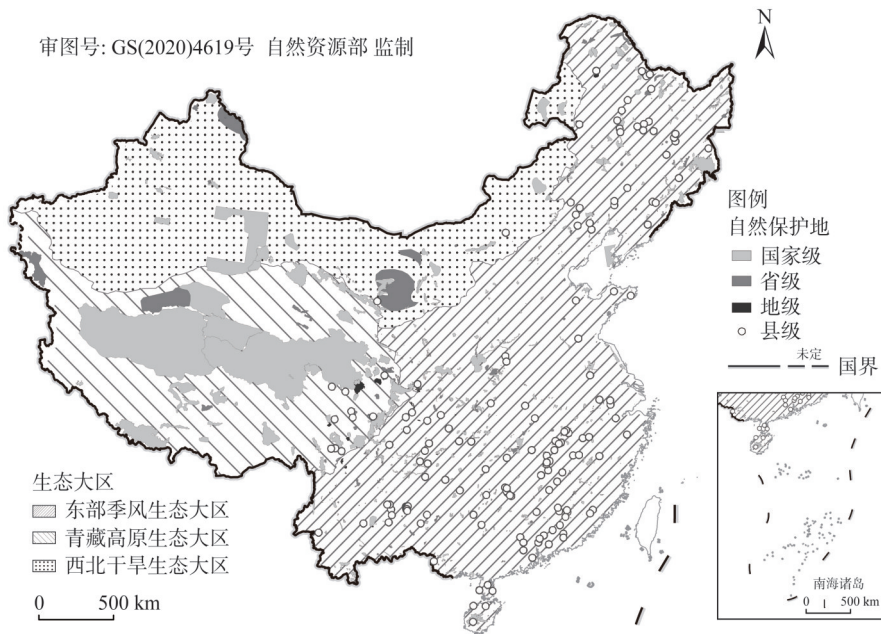 审图号: GS(2020)4619号 自然资源部 监制
N
图例
自然保护地
国家级
省级
地级
县级
未定
国界
生态大区
东部季风生态大区
青藏高原生态大区
西北干旱生态大区
0 500 km
南海诸岛
0 500 km